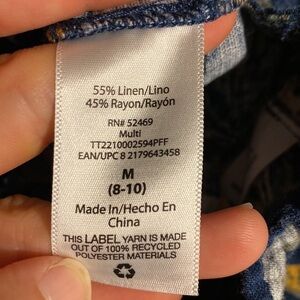 55% Linen/Lino
45% Rayon/Rayón
RN# 52469
Multi
TT2210002594PFF
EAN/UPC 8 2179643458
M
(8-10)
Made in/Hecho En
China
THIS LABEL YARN IS MADE
OUT OF 100% RECYCLED
POLYESTER MATERIALS